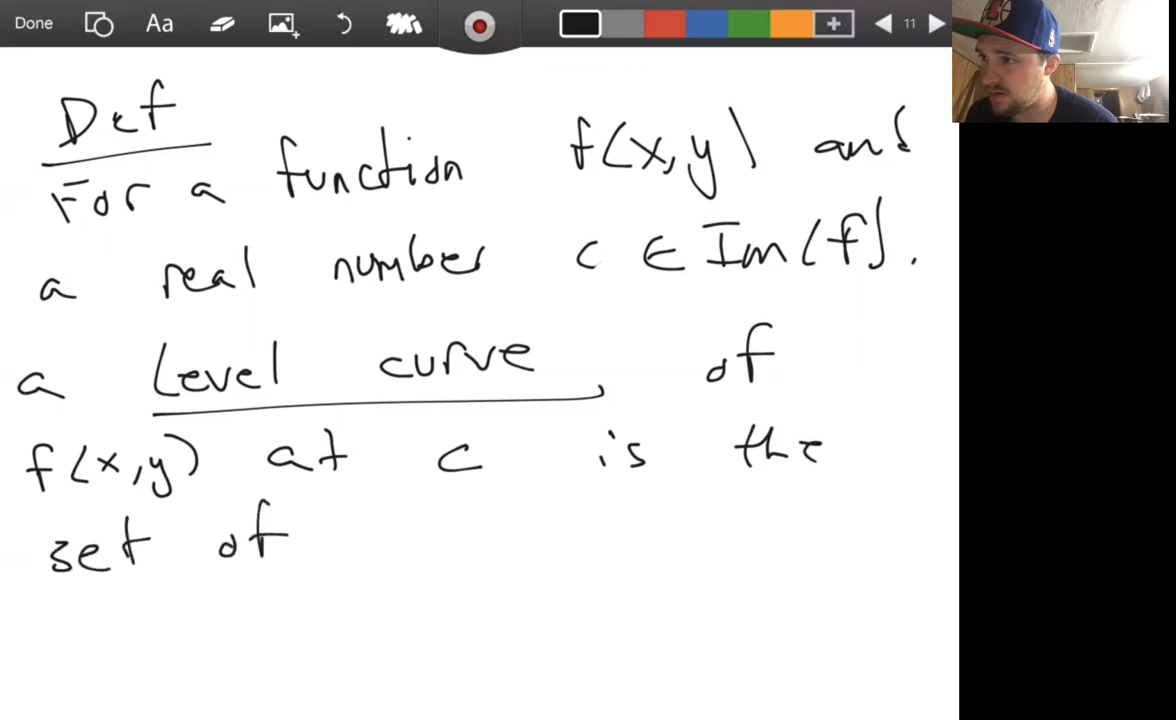 Done Aa 11
Def
For a function f(x,y) and
a real number c ∈ Im(f).
a Level curve, of
f(x,y) at c is the
set of